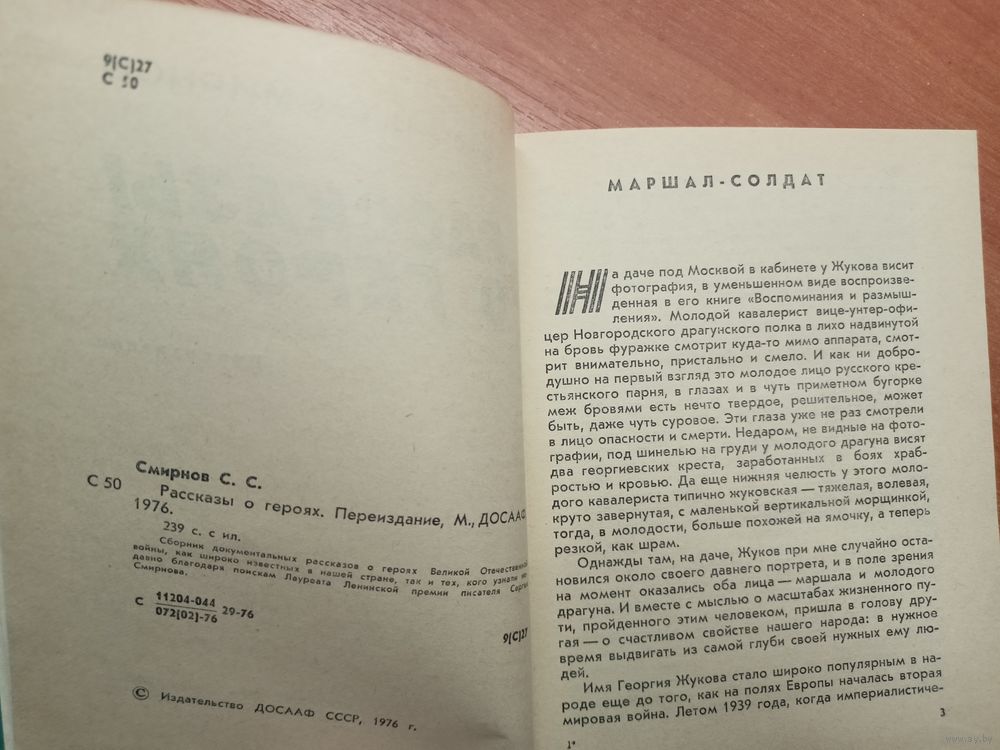 9(С)27
С 50
Смирнов С. С.
С 50 Рассказы о героях. Переиздание, М., ДОСААФ
1976.
239 с. с ил.
Сборник документальных рассказов о героях Великой Отечественной
войны, как широко известных в нашей стране, так и тех, кого узнали не-
давно благодаря поискам Лауреата Ленинской премии писателя Сергея
Смирнова.
С 11204-044
072(02)-76 29-76
9(С)27
© Издательство ДОСААФ СССР, 1976 г.
МАРШАЛ-СОЛДАТ
На даче под Москвой в кабинете у Жукова висит
фотография, в уменьшенном виде воспроизве-
денная в его книге «Воспоминания и размыш-
ления». Молодой кавалерист вице-унтер-офи-
цер Новгородского драгунского полка в лихо надвинутой
на бровь фуражке смотрит куда-то мимо аппарата, смот-
рит внимательно, пристально и смело. И как ни добро-
душно на первый взгляд это молодое лицо русского кре-
стьянского парня, в глазах и в чуть приметном бугорке
меж бровями есть нечто твердое, решительное, может
быть, даже чуть суровое. Эти глаза уже не раз смотрели
в лицо опасности и смерти. Недаром, не видные на фото-
графии, под шинелью на груди у молодого драгуна висят
два георгиевских креста, заработанных в боях храб-
ростью и кровью. Да еще нижняя челюсть у этого моло-
дого кавалериста типично жуковская — тяжелая, волевая,
круто завернутая, с маленькой вертикальной морщинкой,
тогда, в молодости, больше похожей на ямочку, а теперь
резкой, как шрам.
Однажды там, на даче, Жуков при мне случайно оста-
новился около своего давнего портрета, и в поле зрения
на момент оказались оба лица — маршала и молодого
драгуна. И вместе с мыслью о масштабах жизненного пу-
ти, пройденного этим человеком, пришла в голову дру-
гая — о счастливом свойстве нашего народа: в нужное
время выдвигать из самой глуби своей нужных ему лю-
дей.
Имя Георгия Жукова стало широко популярным в на-
роде еще до того, как на полях Европы началась вторая
мировая война. Летом 1939 года, когда империалистиче-
1* 3
www.ay.by